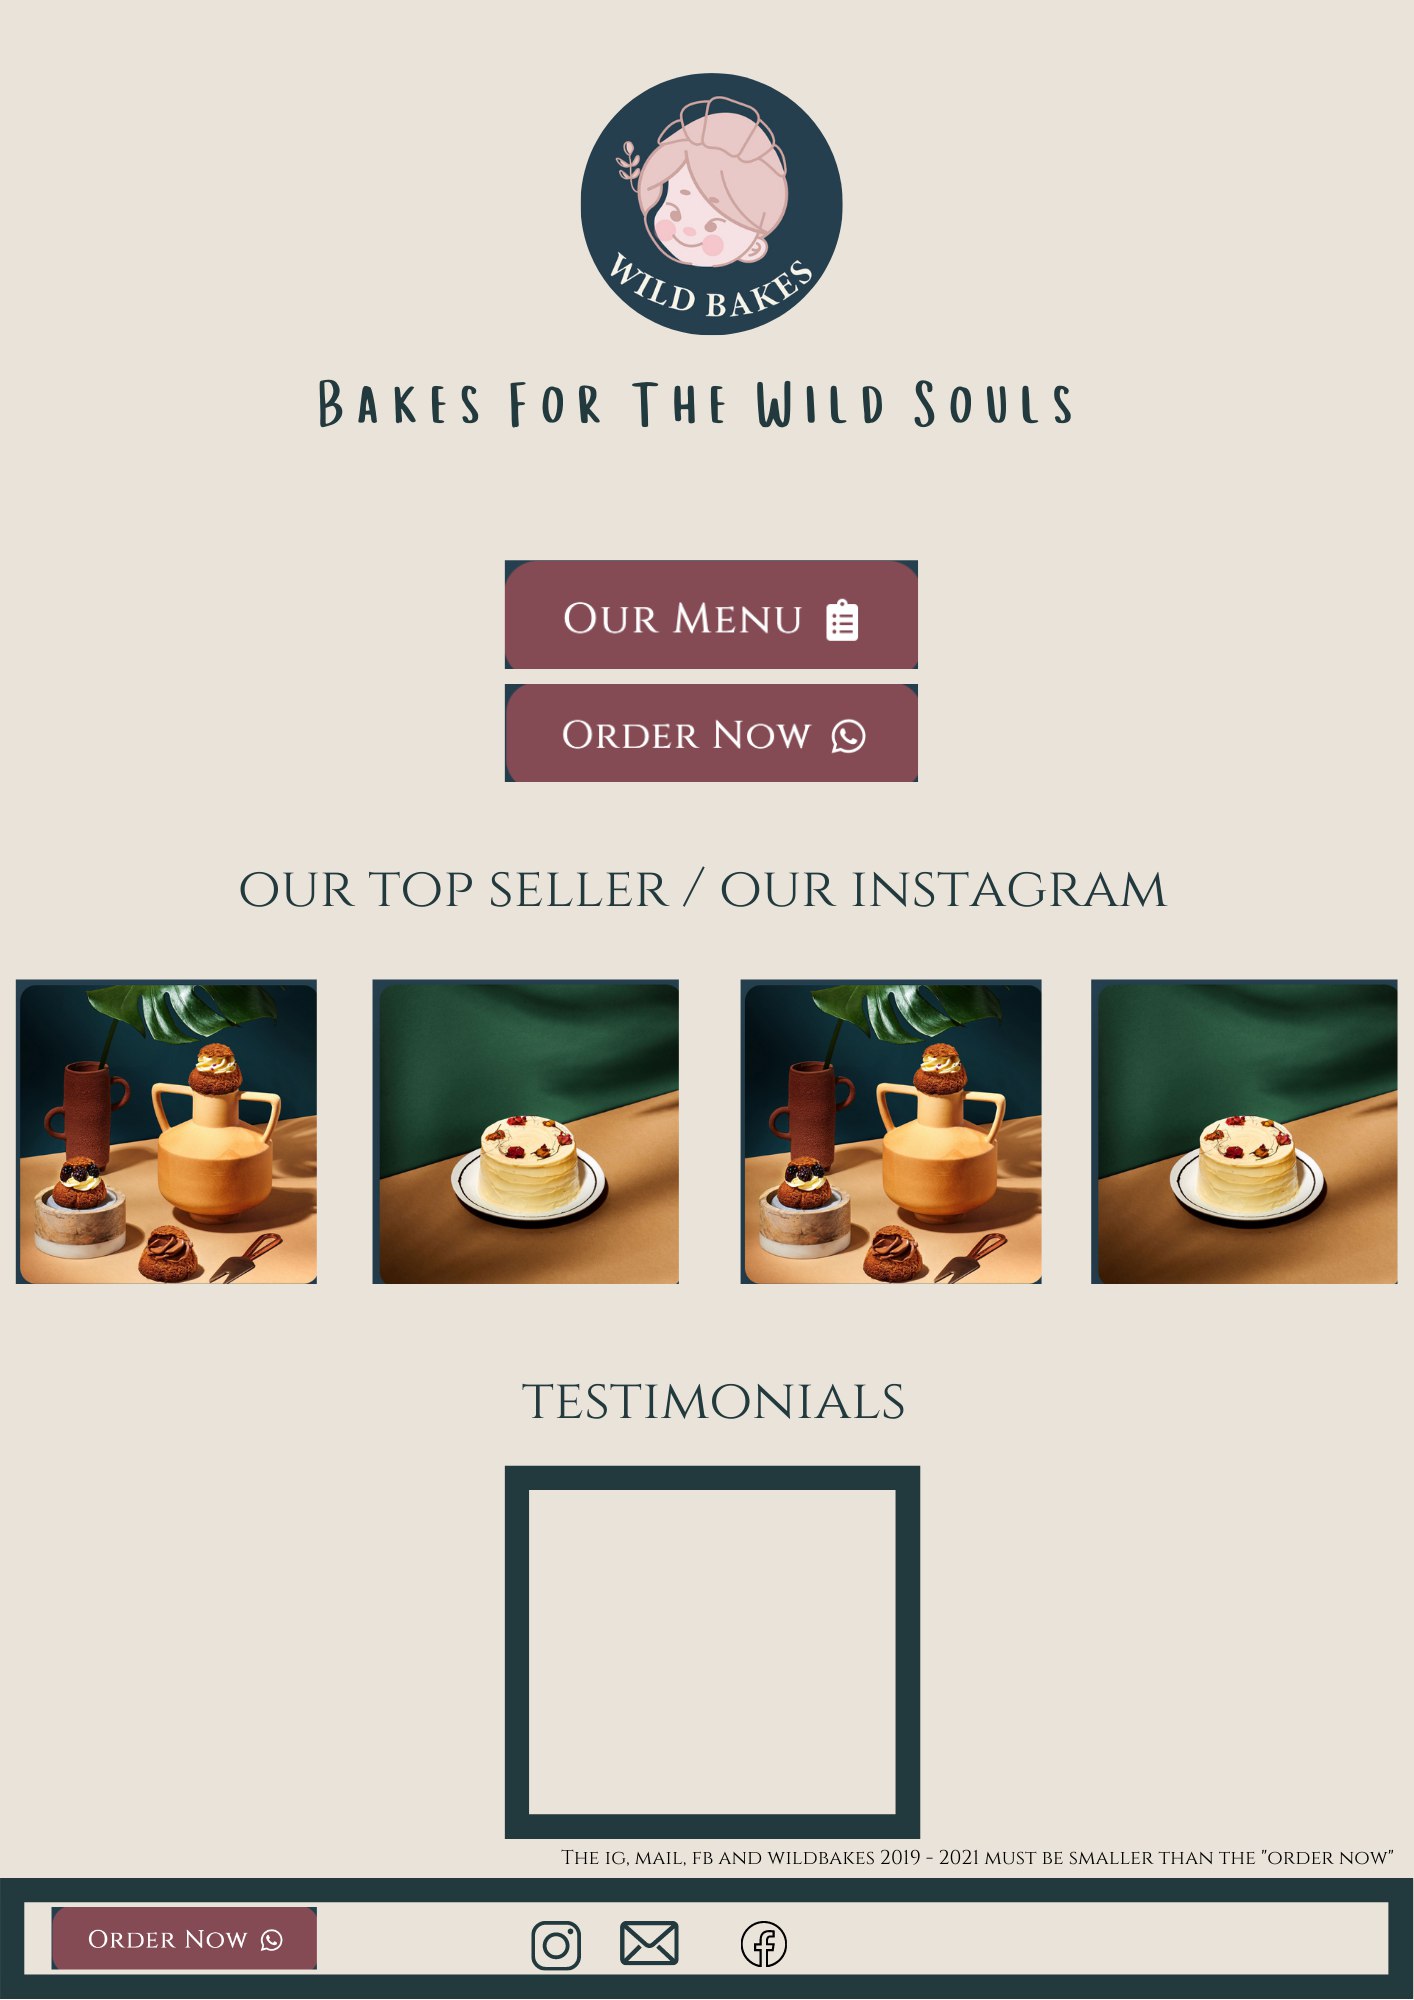 WILD BAKES
Bakes For The Wild Souls
Our Menu
Order Now
OUR TOP SELLER / OUR INSTAGRAM
TESTIMONIALS
The ig, mail, fb and wildbakes 2019 - 2021 must be smaller than the "order now"
Order Now